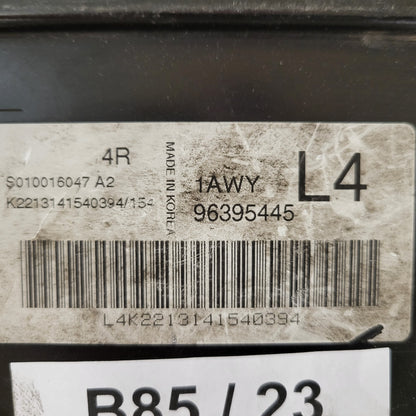 4R
S010016047 A2
K2213141540394/154
MADE IN KOREA
1AWY
96395445
L4
L4K2213141540394
B85 / 23